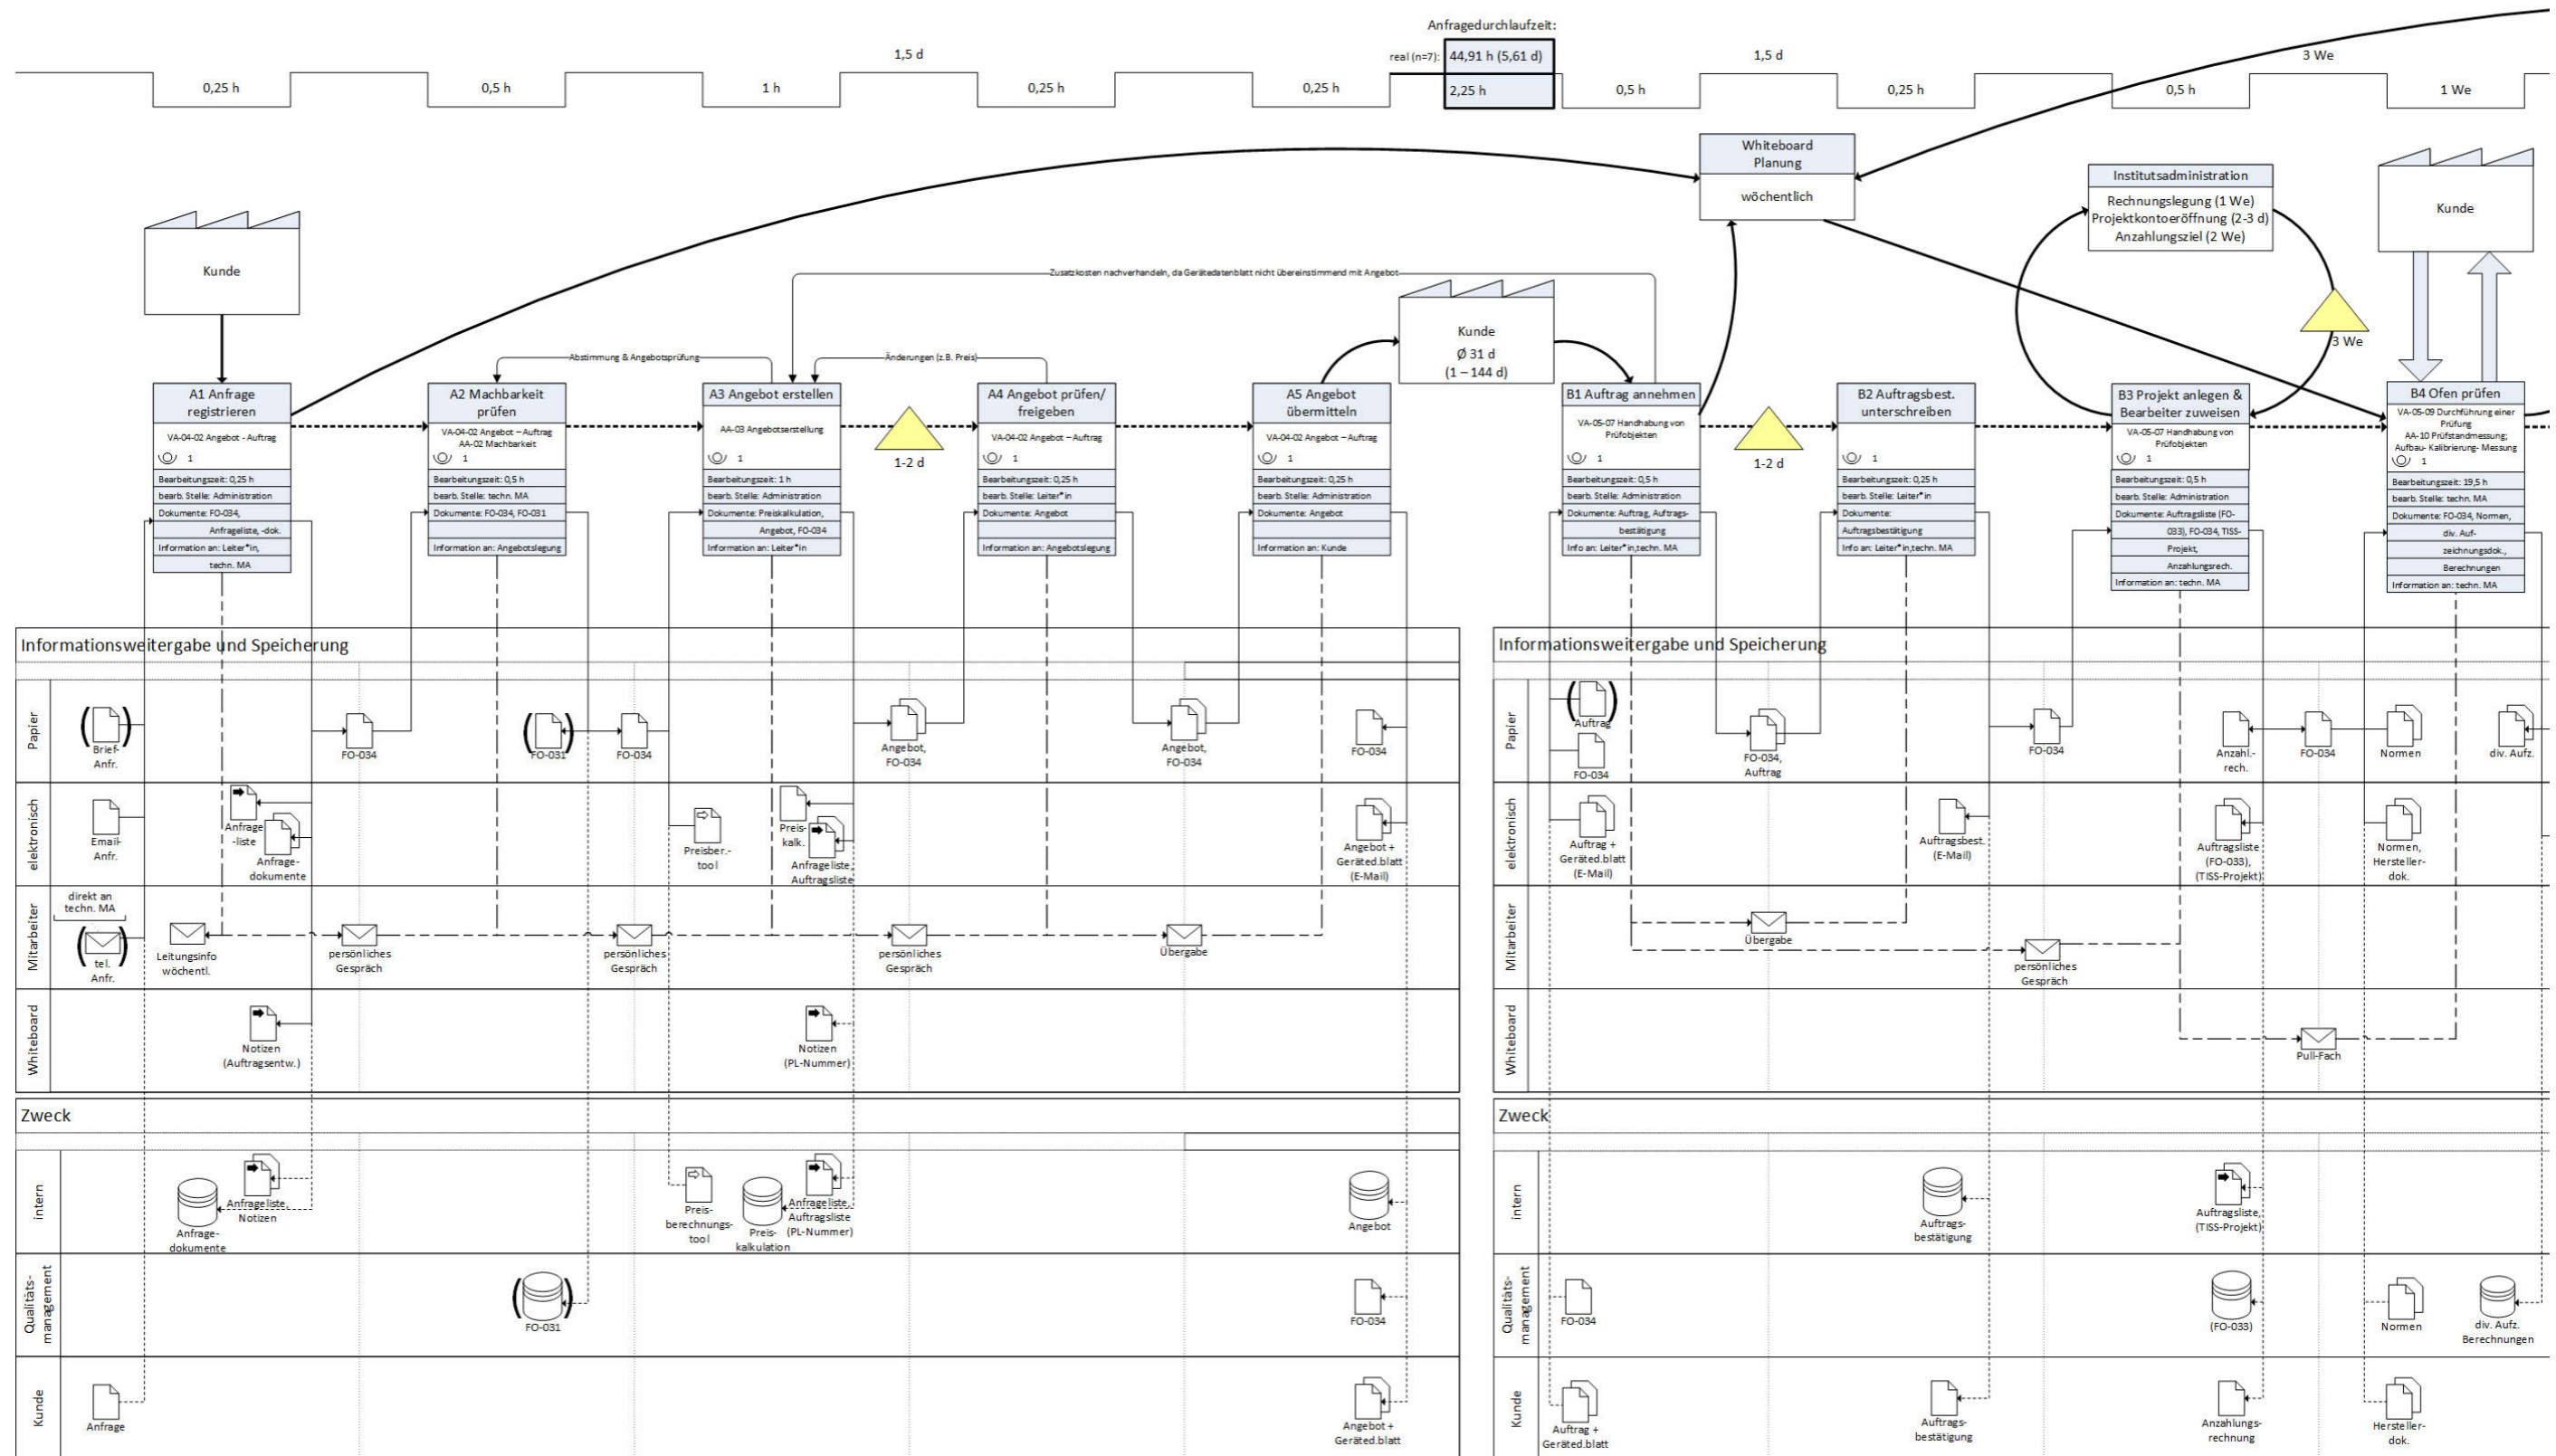 Anfragedurchlaufzeit:
real (n=7):
44,91 h (5,61 d)
2,25 h
1,5 d
1,5 d
3 We
0,25 h
0,5 h
1 h
0,25 h
0,25 h
0,5 h
0,25 h
0,5 h
1 We
Whiteboard
Planung
wöchentlich
Institutsadministration
Rechnungslegung (1 We)
Projektkontoeröffnung (2-3 d)
Anzahlungsziel (2 We)
Kunde
Kunde
Zusatzkosten nachverhandeln, da Gerätedatenblatt nicht übereinstimmend mit Angebot
Kunde
Ø 31 d
(1 – 144 d)
3 We
Abstimmung & Angebotsprüfung
Änderungen (z.B. Preis)
A1 Anfrage
registrieren
VA-04-02 Angebot - Auftrag
1
Bearbeitungszeit: 0,25 h
bearb. Stelle: Administration
Dokumente: FO-034,
Anfrageliste, -dok.
Information an: Leiter*in,
techn. MA
A2 Machbarkeit
prüfen
VA-04-02 Angebot – Auftrag
AA-02 Machbarkeit
1
Bearbeitungszeit: 0,5 h
bearb. Stelle: techn. MA
Dokumente: FO-034, FO-031
Information an: Angebotslegung
A3 Angebot erstellen
AA-03 Angebotserstellung
1
Bearbeitungszeit: 1 h
bearb. Stelle: Administration
Dokumente: Preiskalkulation,
Angebot, FO-034
Information an: Leiter*in
1-2 d
A4 Angebot prüfen/
freigeben
VA-04-02 Angebot – Auftrag
1
Bearbeitungszeit: 0,25 h
bearb. Stelle: Leiter*in
Dokumente: Angebot
Information an: Angebotslegung
A5 Angebot
übermitteln
VA-04-02 Angebot – Auftrag
1
Bearbeitungszeit: 0,25 h
bearb. Stelle: Administration
Dokumente: Angebot
Information an: Kunde
B1 Auftrag annehmen
VA-05-07 Handhabung von
Prüfobjekten
1
Bearbeitungszeit: 0,5 h
bearb. Stelle: Administration
Dokumente: Auftrag, Auftrags-
bestätigung
Info an: Leiter*in,techn. MA
1-2 d
B2 Auftragsbest.
unterschreiben
1
Bearbeitungszeit: 0,25 h
bearb. Stelle: Leiter*in
Dokumente:
Auftragsbestätigung
Info an: Leiter*in,techn. MA
B3 Projekt anlegen &
Bearbeiter zuweisen
VA-05-07 Handhabung von
Prüfobjekten
1
Bearbeitungszeit: 0,5 h
bearb. Stelle: Administration
Dokumente: Auftragsliste (FO-
033), FO-034, TISS-
Projekt,
Anzahlungsrech.
Information an: techn. MA
B4 Ofen prüfen
VA-05-09 Durchführung einer
Prüfung
AA-10 Prüfstandmessung;
Aufbau- Kalibrierung- Messung
1
Bearbeitungszeit: 19,5 h
bearb. Stelle: techn. MA
Dokumente: FO-034, Normen,
div. Auf-
zeichnungsdok.,
Berechnungen
Information an: techn. MA
Informationsweitergabe und Speicherung
Papier
(Brief-
Anfr.)
FO-034
(FO-031)
FO-034
Angebot,
FO-034
Angebot,
FO-034
FO-034
elektronisch
Email-
Anfr.
Anfrage
-liste
Anfrage-
dokumente
Preisber.-
tool
Preis-
kalk.
Anfrageliste,
Auftragsliste
Angebot +
Geräted.blatt
(E-Mail)
Mitarbeiter
direkt an
techn. MA
(tel.
Anfr.)
Leitungsinfo
wöchentl.
persönliches
Gespräch
persönliches
Gespräch
persönliches
Gespräch
Übergabe
Whiteboard
Notizen
(Auftragsentw.)
Notizen
(PL-Nummer)
Zweck
intern
Anfrage-
dokumente
Anfrageliste,
Notizen
Preis-
berechnungs-
tool
Preis-
kalkulation
Anfrageliste,
Auftragsliste
(PL-Nummer)
Angebot
Qualitäts-
management
(FO-031)
FO-034
Kunde
Anfrage
Angebot +
Geräted.blatt
Informationsweitergabe und Speicherung
Papier
(Auftrag)
FO-034
FO-034,
Auftrag
FO-034
Anzahl.-
rech.
FO-034
Normen
div. Aufz.
elektronisch
Auftrag +
Geräted.blatt
(E-Mail)
Auftragsbest.
(E-Mail)
Auftragsliste
(FO-033),
(TISS-Projekt)
Normen,
Hersteller-
dok.
Mitarbeiter
Übergabe
persönliches
Gespräch
Whiteboard
Pull-Fach
Zweck
intern
Auftrags-
bestätigung
Auftragsliste,
(TISS-Projekt)
Qualitäts-
management
FO-034
(FO-033)
Normen
div. Aufz.
Berechnungen
Kunde
Auftrag +
Geräted.blatt
Auftrags-
bestätigung
Anzahlungs-
rechnung
Hersteller-
dok.